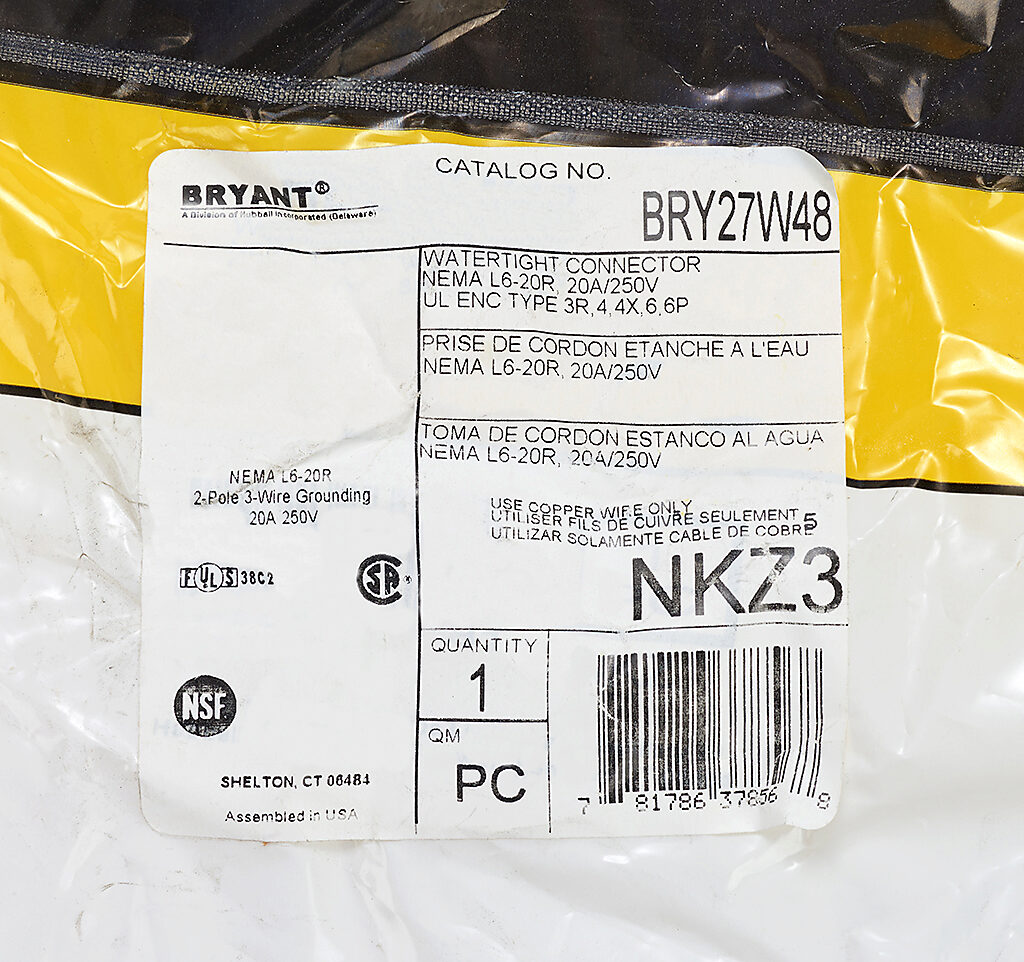 CATALOG NO.
BRYANT®
A Division of Hubbell Incorporated (Delaware)
BRY27W48
WATERTIGHT CONNECTOR
NEMA L6-20R, 20A/250V
UL ENC TYPE 3R,4,4X,6,6P
PRISE DE CORDON ETANCHE A L'EAU
NEMA L6-20R, 20A/250V
TOMA DE CORDON ESTANCO AL AGUA
NEMA L6-20R, 20A/250V
NEMA L6-20R
2-Pole 3-Wire Grounding
20A 250V
USE COPPER WIRE ONLY
UTILISER FILS DE CUIVRE SEULEMENT 5
UTILIZAR SOLAMENTE CABLE DE COBRE
UL 38C2
SA ®
NKZ3
QUANTITY
1
NSF
QM
PC
SHELTON, CT 06484
Assembled in USA
7 81786 37856 8